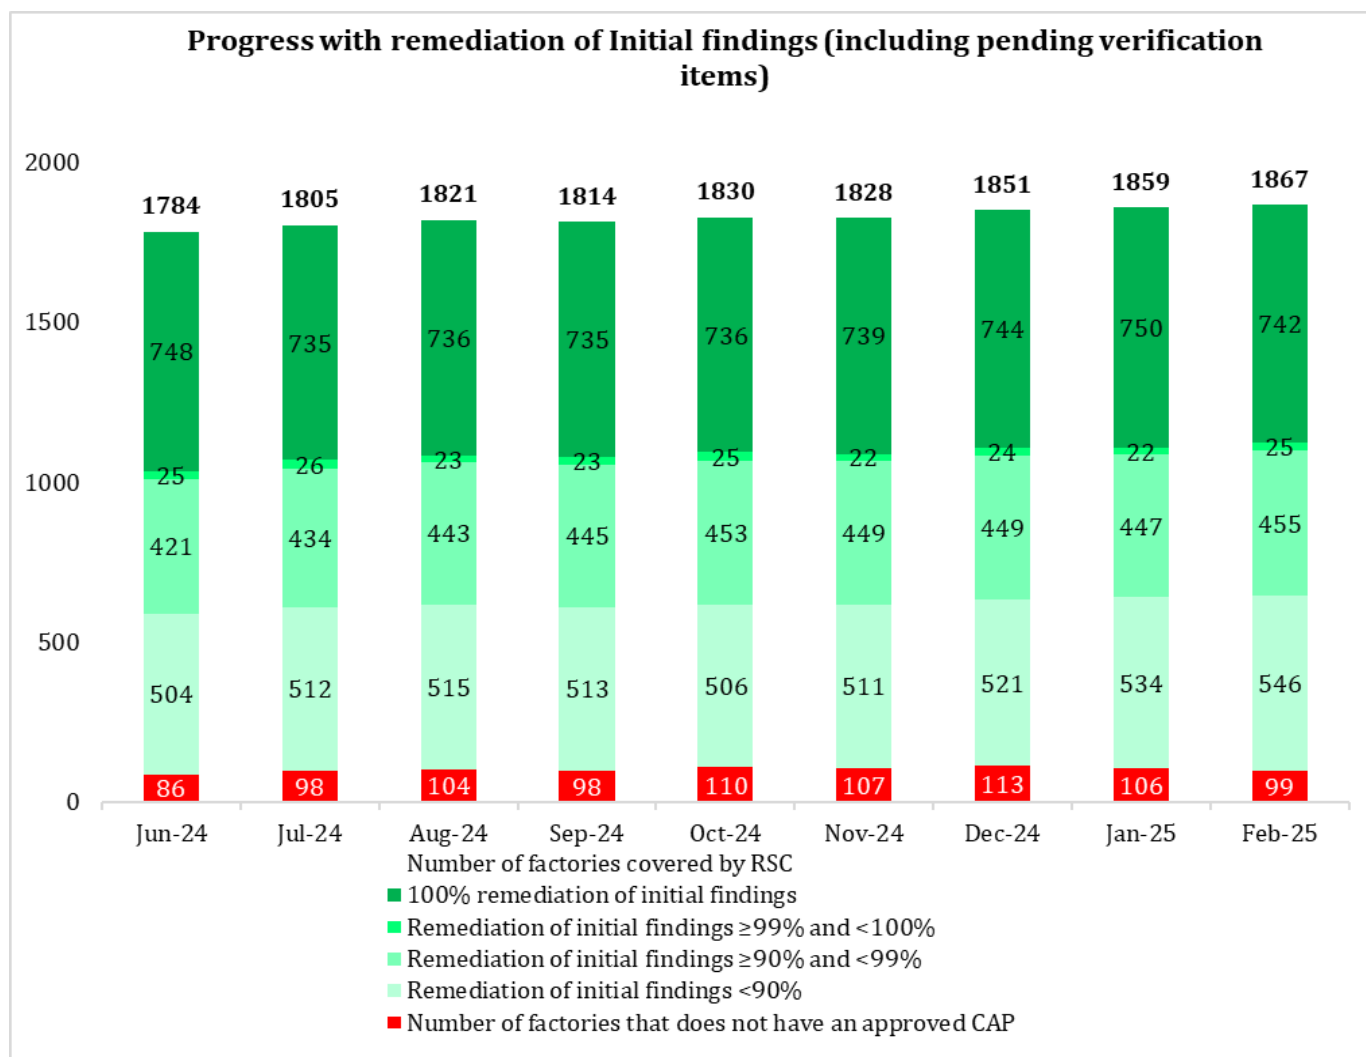 Progress with remediation of Initial findings (including pending verification
items)
2000
1784 1805 1821 1814 1830 1828 1851 1859 1867
1500
748 735 736 735 736 739 744 750 742
25 26 23 23 25 22 24 22 25
1000
421 434 443 445 453 449 449 447 455
500
504 512 515 513 506 511 521 534 546
86 98 104 98 110 107 113 106 99
0
Jun-24 Jul-24 Aug-24 Sep-24 Oct-24 Nov-24 Dec-24 Jan-25 Feb-25
Number of factories covered by RSC
100% remediation of initial findings
Remediation of initial findings ≥99% and <100%
Remediation of initial findings ≥90% and <99%
Remediation of initial findings <90%
Number of factories that does not have an approved CAP